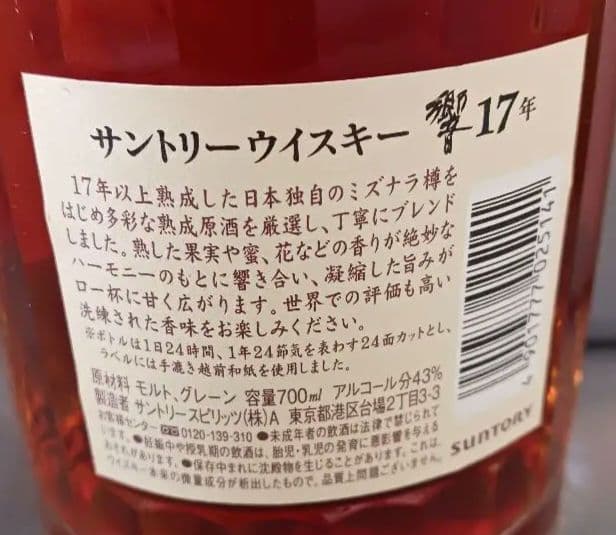 サントリーウイスキー 響 17年
17年以上熟成した日本独自のミズナラ樽を
はじめ多彩な熟成原酒を厳選し、丁寧にブレンド
しました。熟した果実や蜜、花などの香りが絶妙な
ハーモニーのもとに響き合い、凝縮した旨みが
口一杯に甘く広がります。世界での評価も高い
洗練された香味をお楽しみください。
※ボトルは1日24時間、1年24節気を表わす24面カットとし、
ラベルには手漉き越前和紙を使用しました。
原材料 モルト、グレーン 容量700ml アルコール分43%
製造者 サントリースピリッツ(株)A 東京都港区台場2丁目3-3
お客様センター 0120-139-310 ●未成年者の飲酒は法律で禁じられて
います。●妊娠中や授乳期の飲酒は、胎児・乳児の発育に悪影響を与える
おそれがあります。●保存中まれに沈殿物を生じることがあります。これは、
ウイスキー本来の微量成分が析出したもので、品質上問題ございません。
SUNTORY
4901777025141